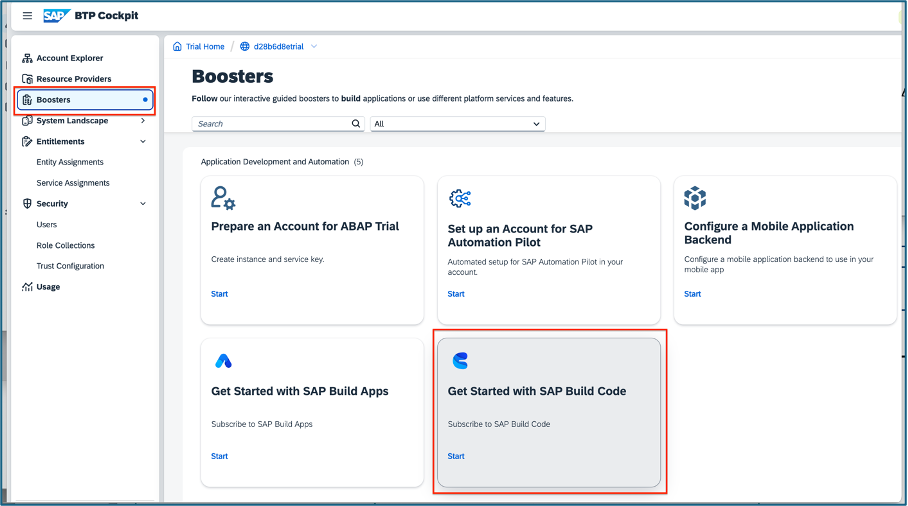 SAP BTP Cockpit
Account Explorer
Resource Providers
Boosters
System Landscape
Entitlements
Entity Assignments
Service Assignments
Security
Users
Role Collections
Trust Configuration
Usage
Trial Home / d28b6d8etrial
Boosters
Follow our interactive guided boosters to build applications or use different platform services and features.
Search
All
Application Development and Automation (5)
Prepare an Account for ABAP Trial
Create instance and service key.
Start
Set up an Account for SAP
Automation Pilot
Automated setup for SAP Automation Pilot in your
account.
Start
Configure a Mobile Application
Backend
Configure a mobile application backend to use in your
mobile app
Start
Get Started with SAP Build Apps
Subscribe to SAP Build Apps
Start
Get Started with SAP Build Code
Subscribe to SAP Build Code
Start